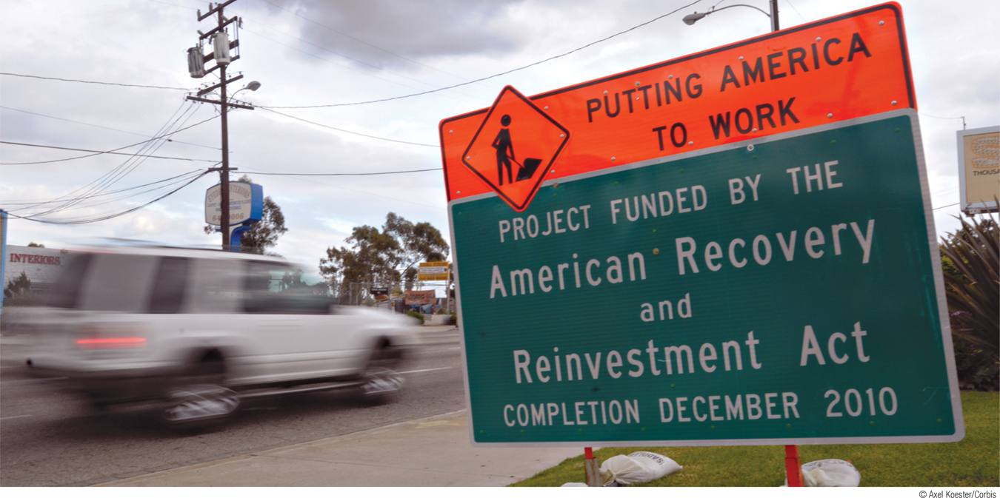 PUTTING AMERICA
TO WORK
PROJECT FUNDED BY THE
American Recovery
and
Reinvestment Act
COMPLETION DECEMBER 2010
INTERIORS
THOUSA
© Axel Koester/Corbis